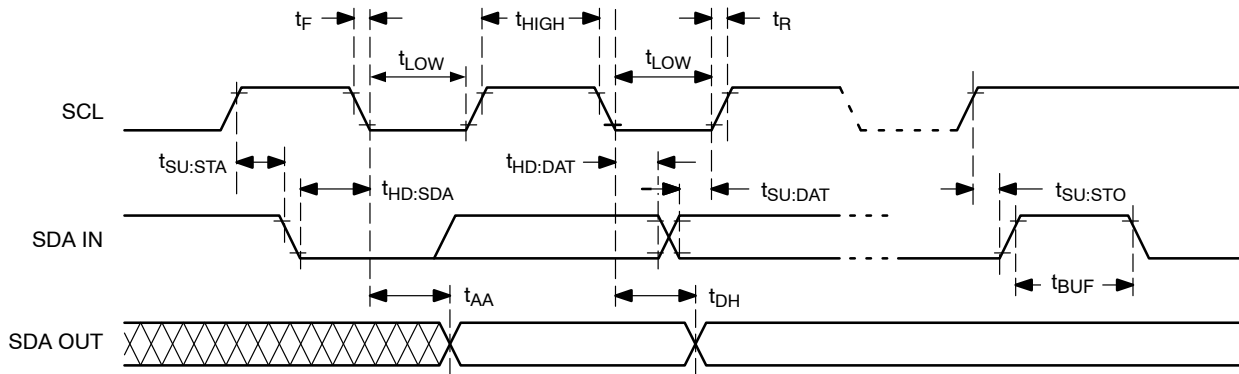 tF
tHIGH
tR
tLOW
tLOW
SCL
tSU:STA
tHD:SDA
tHD:DAT
tSU:DAT
tSU:STO
SDA IN
tBUF
tAA
tDH
SDA OUT